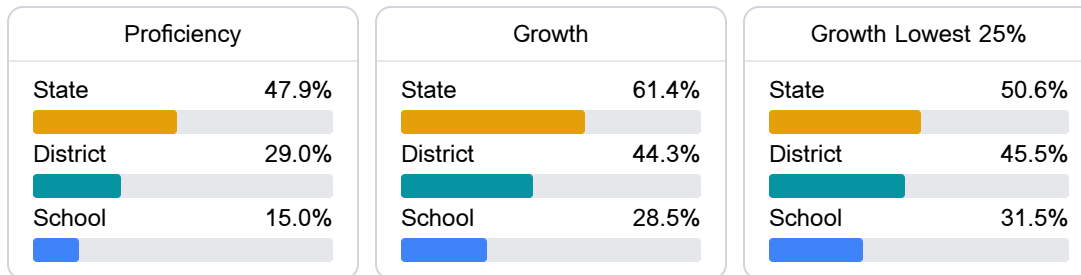 Proficiency
State 47.9%
District 29.0%
School 15.0%
Growth
State 61.4%
District 44.3%
School 28.5%
Growth Lowest 25%
State 50.6%
District 45.5%
School 31.5%